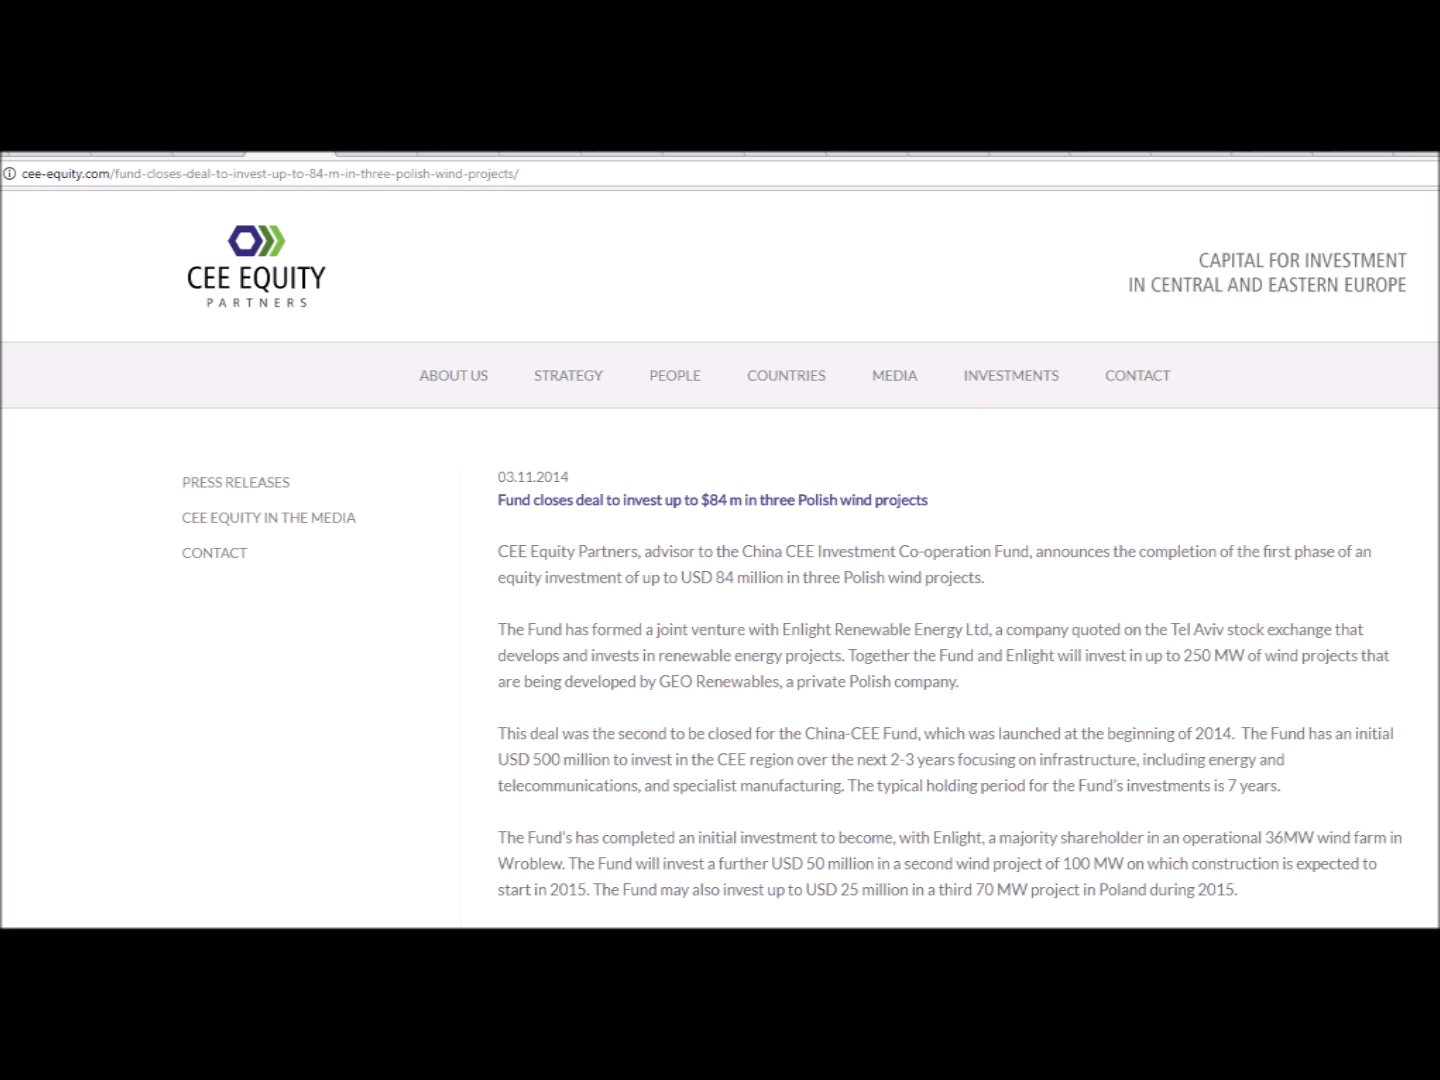 cee-equity.com/fund-closes-deal-to-invest-up-to-84-m-in-three-polish-wind-projects/
CEE EQUITY
PARTNERS
CAPITAL FOR INVESTMENT
IN CENTRAL AND EASTERN EUROPE
ABOUT US STRATEGY PEOPLE COUNTRIES MEDIA INVESTMENTS CONTACT
PRESS RELEASES
CEE EQUITY IN THE MEDIA
CONTACT
03.11.2014
Fund closes deal to invest up to $84 m in three Polish wind projects
CEE Equity Partners, advisor to the China CEE Investment Co-operation Fund, announces the completion of the first phase of an
equity investment of up to USD 84 million in three Polish wind projects.
The Fund has formed a joint venture with Enlight Renewable Energy Ltd, a company quoted on the Tel Aviv stock exchange that
develops and invests in renewable energy projects. Together the Fund and Enlight will invest in up to 250 MW of wind projects that
are being developed by GEO Renewables, a private Polish company.
This deal was the second to be closed for the China-CEE Fund, which was launched at the beginning of 2014. The Fund has an initial
USD 500 million to invest in the CEE region over the next 2-3 years focusing on infrastructure, including energy and
telecommunications, and specialist manufacturing. The typical holding period for the Fund's investments is 7 years.
The Fund's has completed an initial investment to become, with Enlight, a majority shareholder in an operational 36MW wind farm in
Wroblew. The Fund will invest a further USD 50 million in a second wind project of 100 MW on which construction is expected to
start in 2015. The Fund may also invest up to USD 25 million in a third 70 MW project in Poland during 2015.